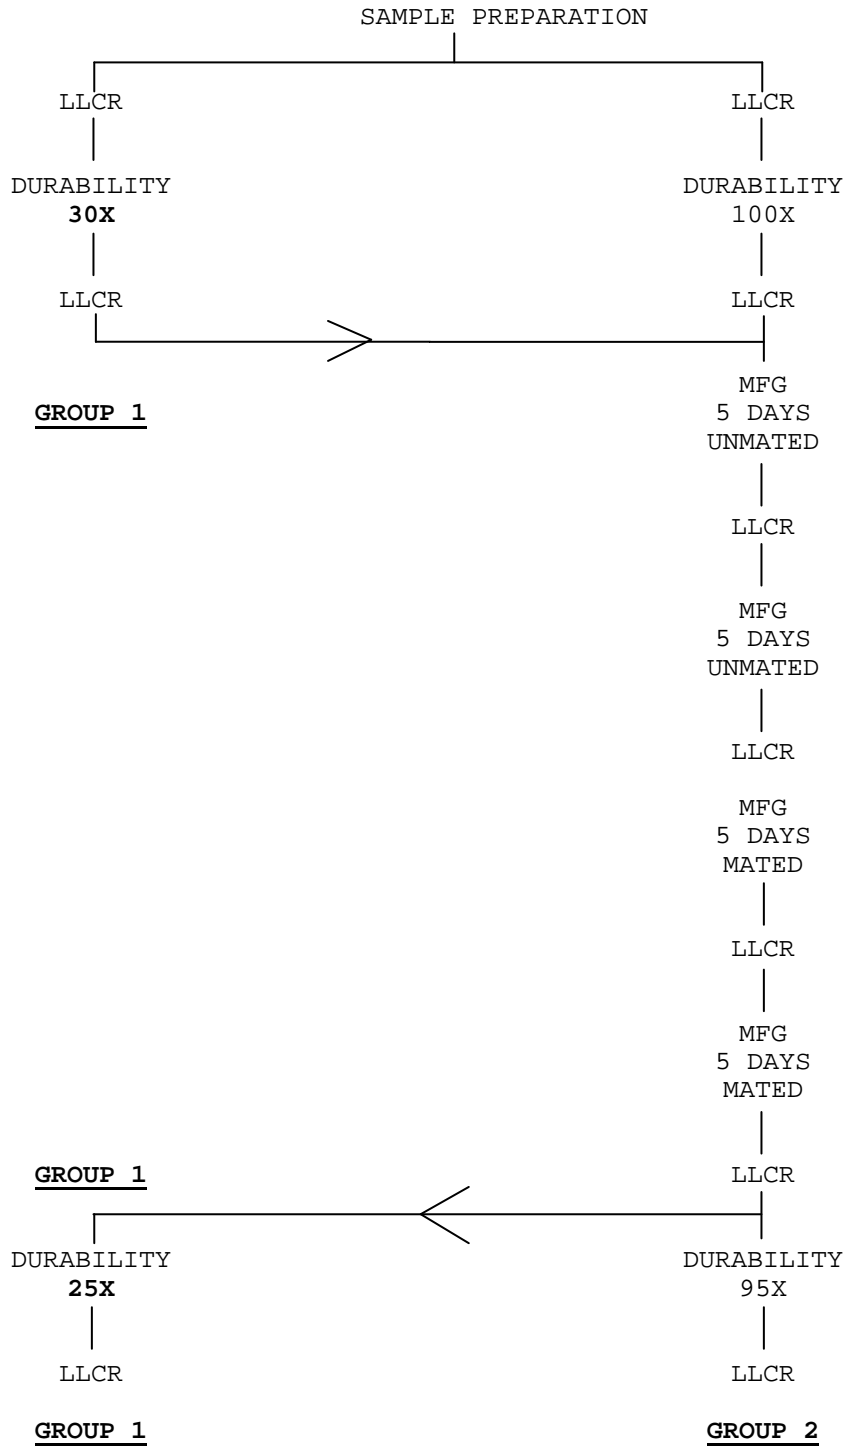 SAMPLE PREPARATION
LLCR LLCR
DURABILITY DURABILITY
30X 100X
LLCR LLCR
MFG
GROUP 1 5 DAYS
UNMATED
LLCR
MFG
5 DAYS
UNMATED
LLCR
MFG
5 DAYS
MATED
LLCR
MFG
5 DAYS
MATED
GROUP 1 LLCR
DURABILITY DURABILITY
25X 95X
LLCR LLCR
GROUP 1 GROUP 2